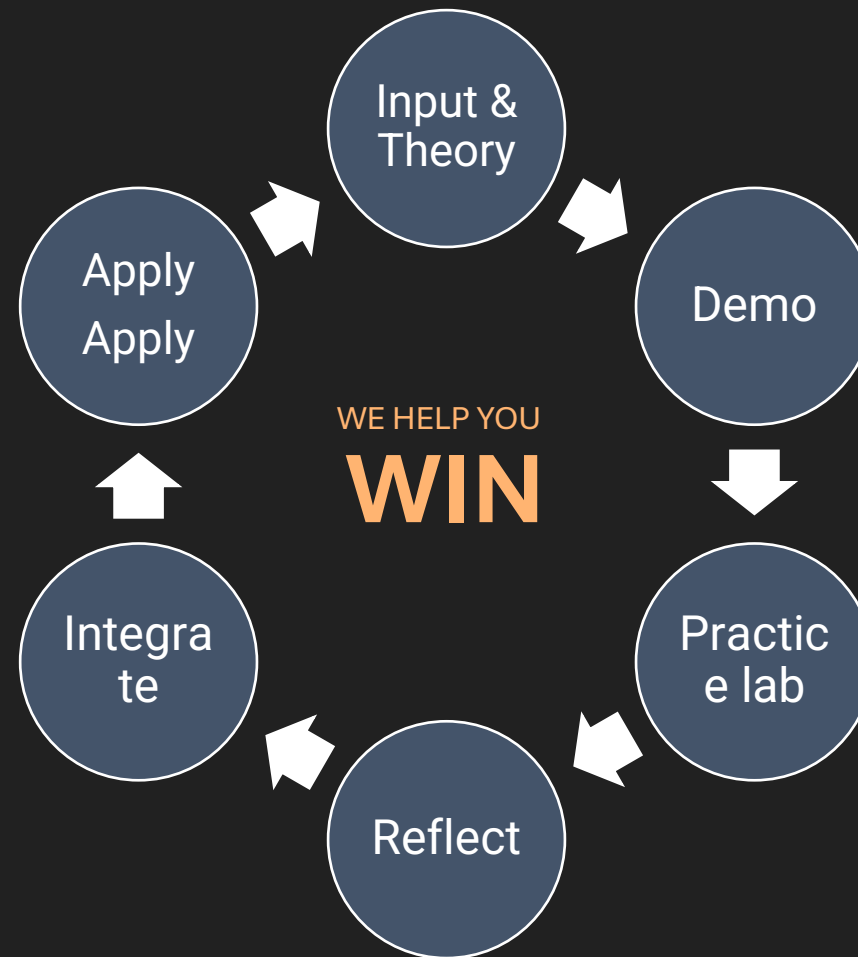 Input &
Theory
Demo
Practic
e lab
Reflect
Integra
te
Apply
Apply
WE HELP YOU
WIN